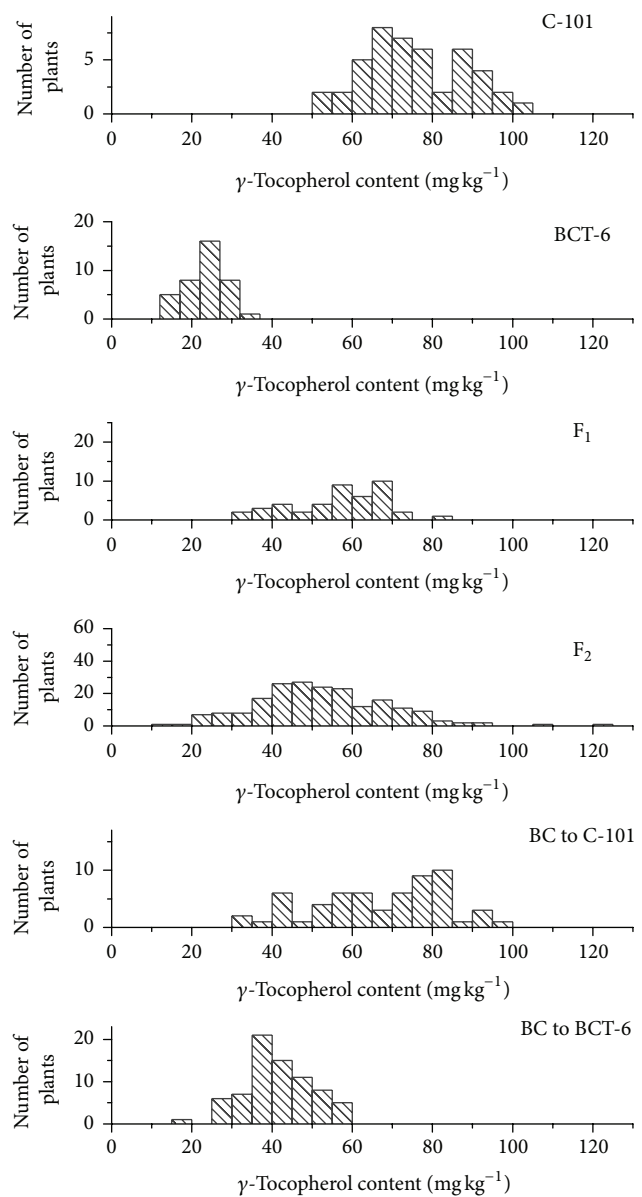 C-101
Number of
plants
5
0
0 20 40 60 80 100 120
γ-Tocopherol content (mg kg⁻¹)
BCT-6
Number of
plants
20
10
0
0 20 40 60 80 100 120
γ-Tocopherol content (mg kg⁻¹)
F₁
Number of
plants
20
10
0
0 20 40 60 80 100 120
γ-Tocopherol content (mg kg⁻¹)
F₂
Number of
plants
60
40
20
0
0 20 40 60 80 100 120
γ-Tocopherol content (mg kg⁻¹)
BC to C-101
Number of
plants
10
0
0 20 40 60 80 100 120
γ-Tocopherol content (mg kg⁻¹)
BC to BCT-6
Number of
plants
20
10
0
0 20 40 60 80 100 120
γ-Tocopherol content (mg kg⁻¹)